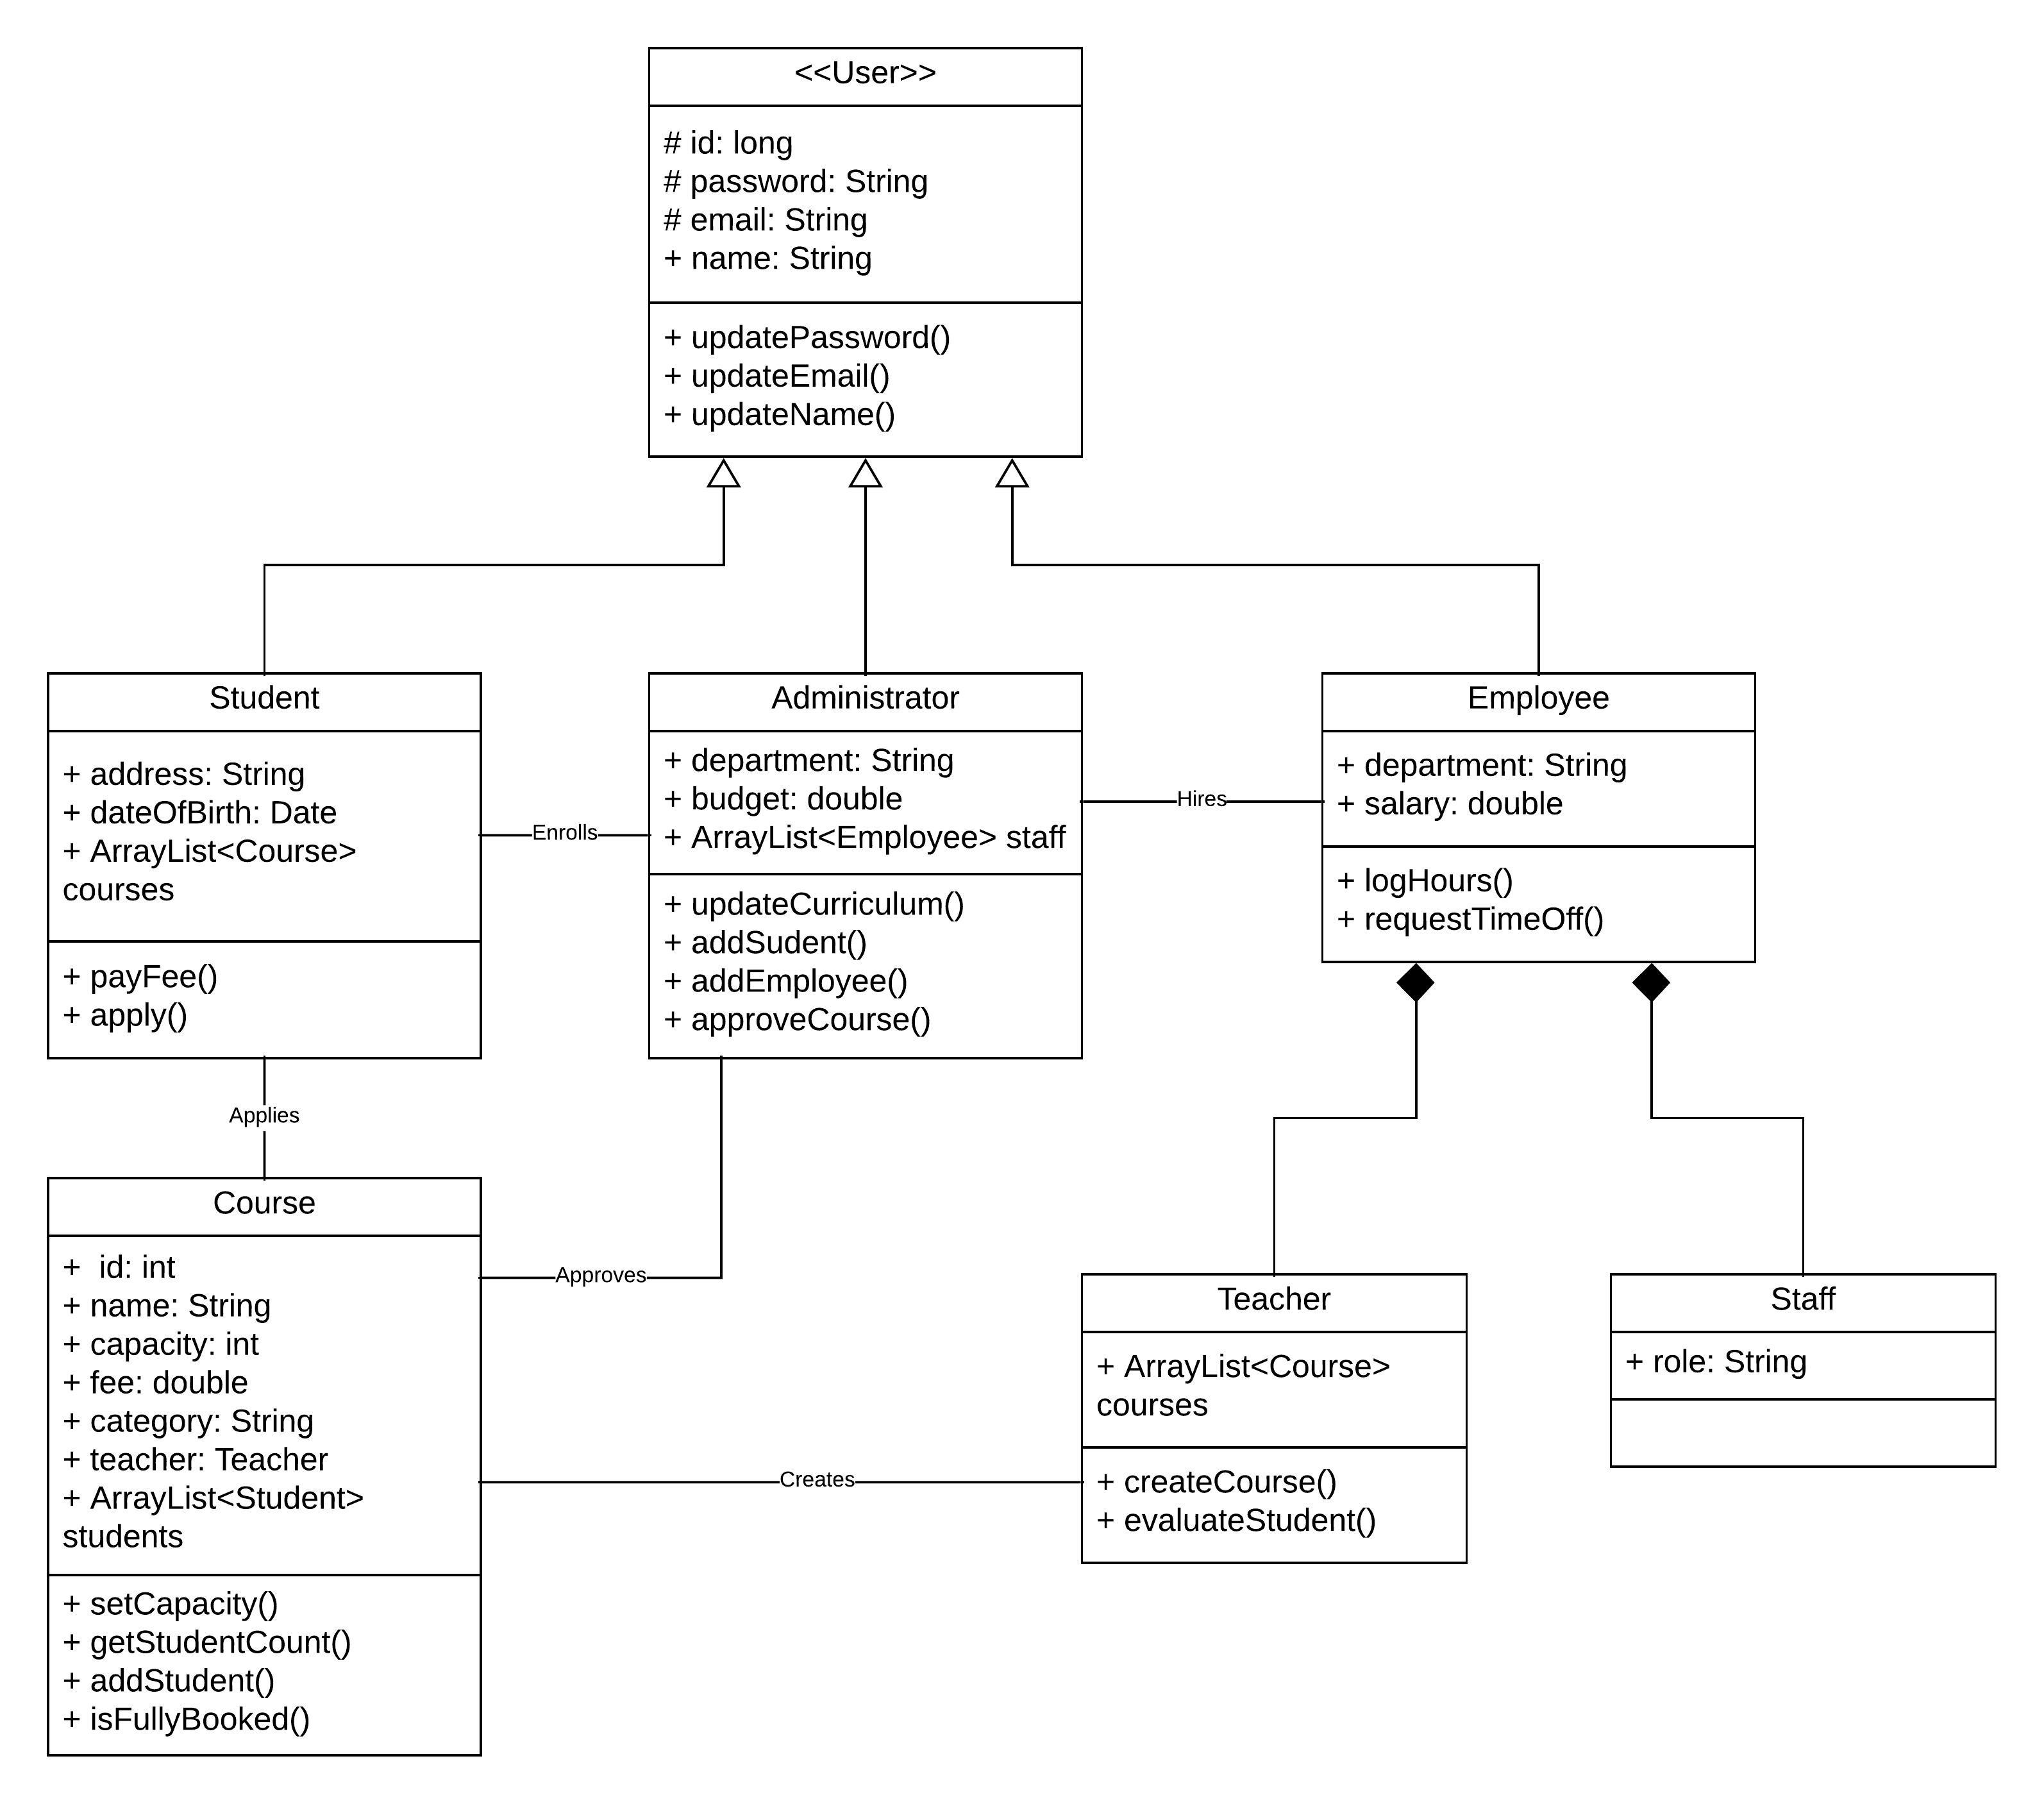 <<User>>
# id: long
# password: String
# email: String
+ name: String
+ updatePassword()
+ updateEmail()
+ updateName()
Student
+ address: String
+ dateOfBirth: Date
+ ArrayList<Course>
courses
+ payFee()
+ apply()
Enrolls
Administrator
+ department: String
+ budget: double
+ ArrayList<Employee> staff
+ updateCurriculum()
+ addSudent()
+ addEmployee()
+ approveCourse()
Hires
Employee
+ department: String
+ salary: double
+ logHours()
+ requestTimeOff()
Applies
Course
+  id: int
+ name: String
+ capacity: int
+ fee: double
+ category: String
+ teacher: Teacher
+ ArrayList<Student>
students
+ setCapacity()
+ getStudentCount()
+ addStudent()
+ isFullyBooked()
Approves
Creates
Teacher
+ ArrayList<Course>
courses
+ createCourse()
+ evaluateStudent()
Staff
+ role: String